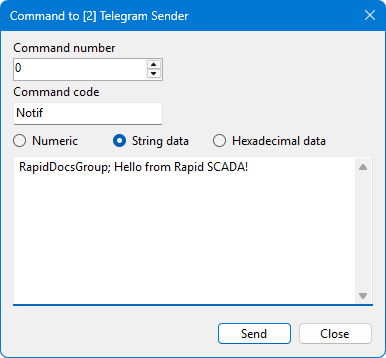 Command to [2] Telegram Sender
Command number
0
Command code
Notif
Numeric String data Hexadecimal data
RapidDocsGroup; Hello from Rapid SCADA!
Send Close